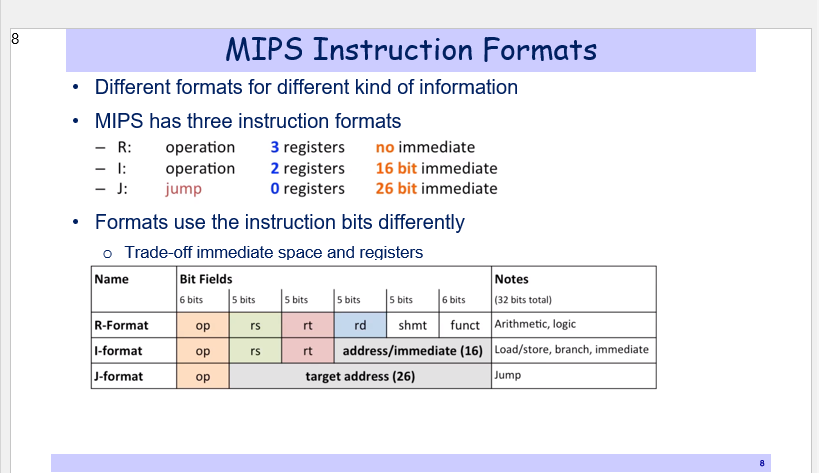 8
MIPS Instruction Formats
• Different formats for different kind of information
• MIPS has three instruction formats
– R: operation 3 registers no immediate
– I: operation 2 registers 16 bit immediate
– J: jump 0 registers 26 bit immediate
• Formats use the instruction bits differently
o Trade-off immediate space and registers
Name Bit Fields Notes
6 bits 5 bits 5 bits 5 bits 5 bits 6 bits (32 bits total)
R-Format op rs rt rd shmt funct Arithmetic, logic
I-format op rs rt address/immediate (16) Load/store, branch, immediate
J-format op target address (26) Jump
8